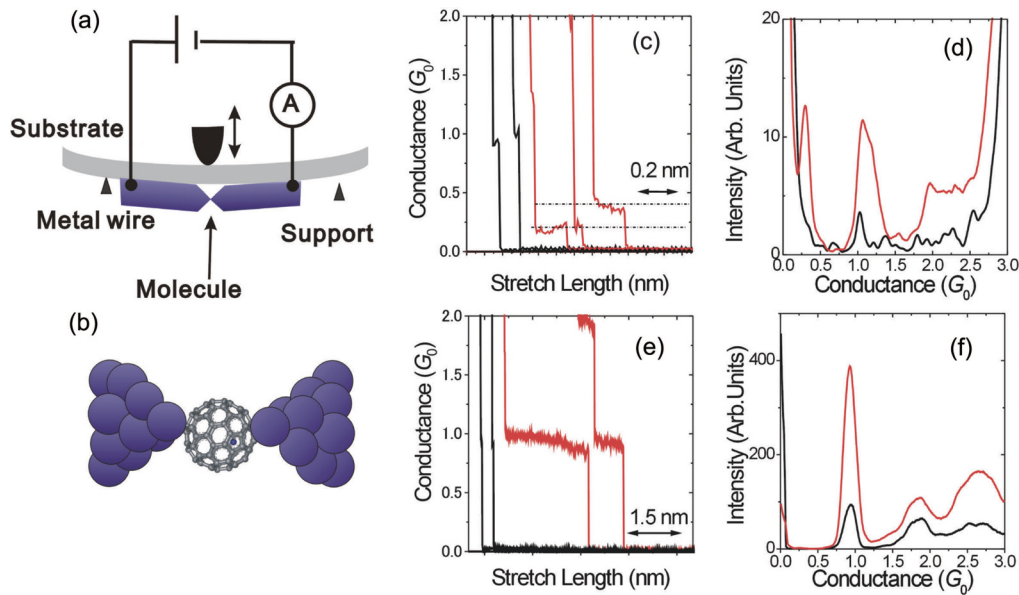 (a)
A
Substrate
Metal wire
Support
Molecule
(b)
(c)
Conductance (G0)
2.0
1.5
1.0
0.5
0.0
0.2 nm
Stretch Length (nm)
(d)
Intensity (Arb. Units)
20
10
0
0.0 0.5 1.0 1.5 2.0 2.5 3.0
Conductance (G0)
(e)
Conductance (G0)
2.0
1.5
1.0
0.5
0.0
1.5 nm
Stretch Length (nm)
(f)
Intensity (Arb.Units)
400
200
0
0.0 0.5 1.0 1.5 2.0 2.5 3.0
Conductance (G0)